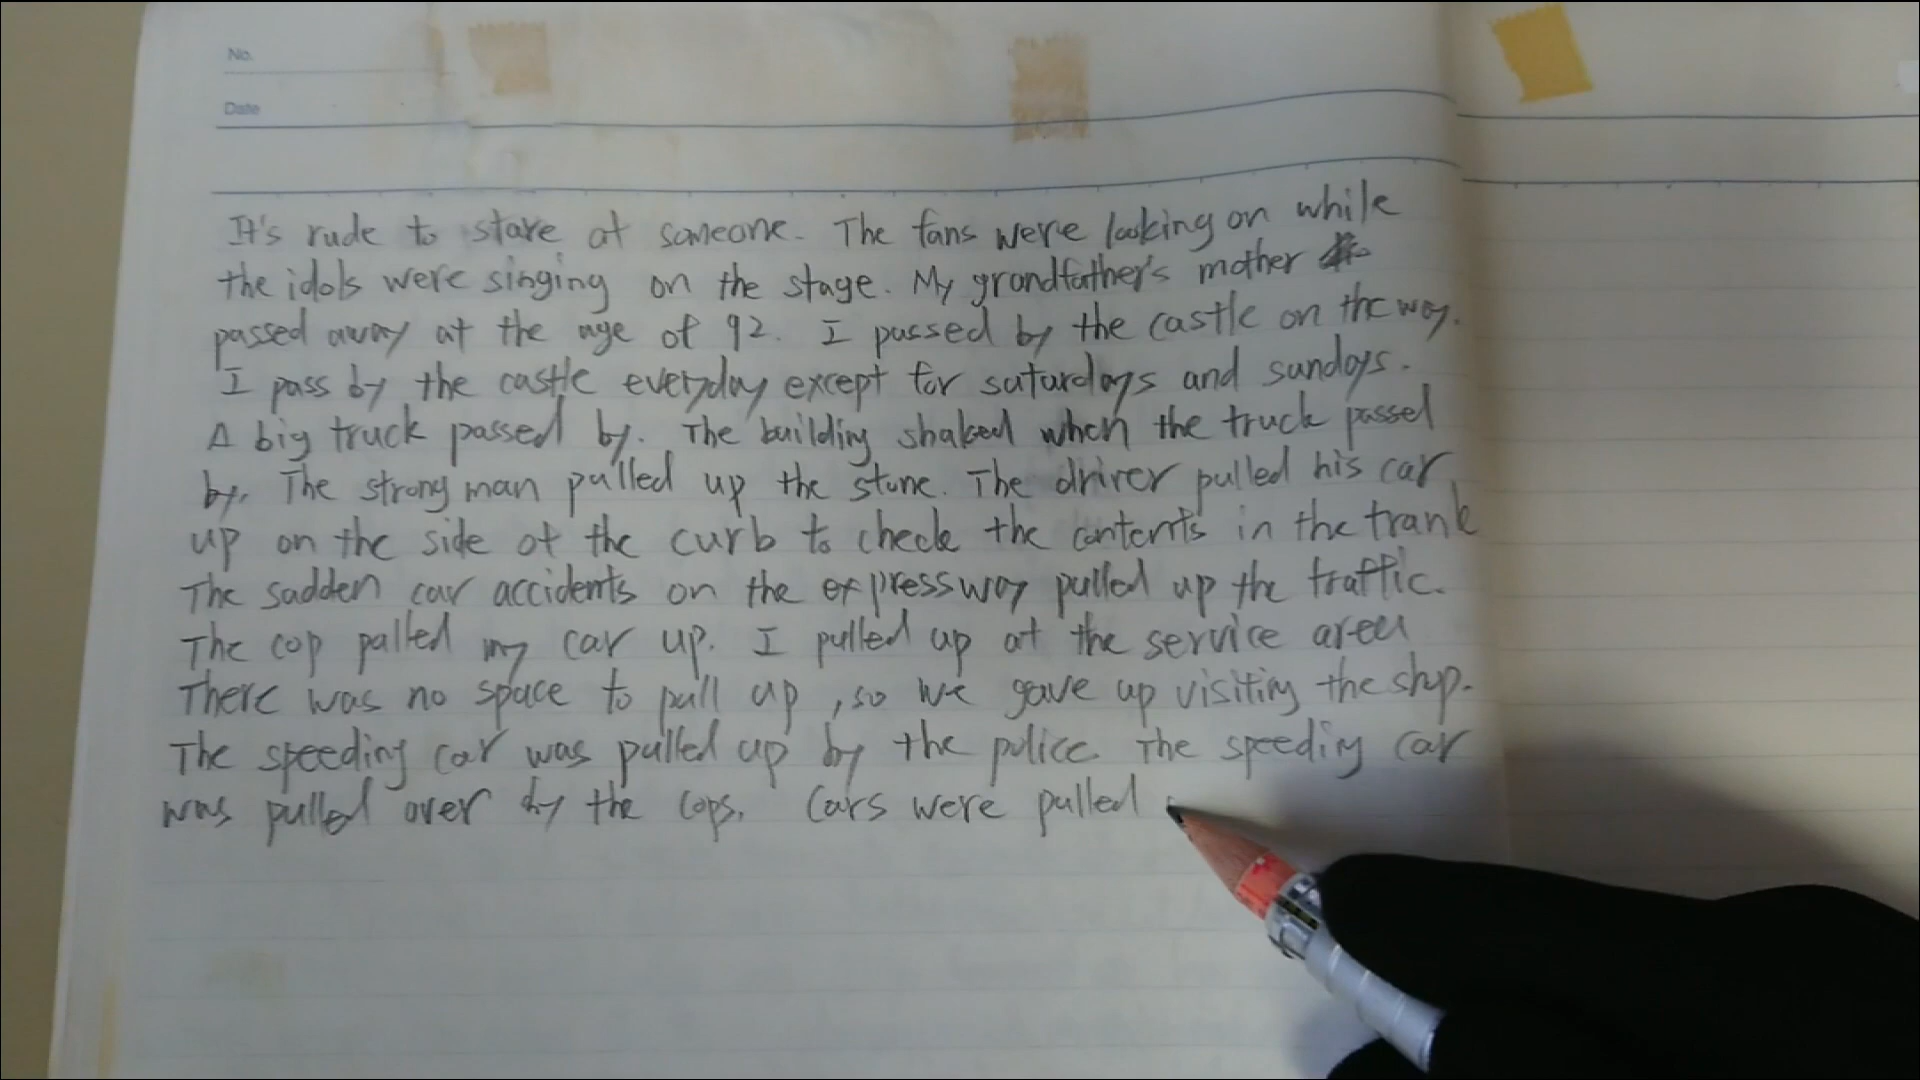 No.
Date
It's rude to stare at someone. The fans were looking on while
the idols were singing on the stage. My grandfather's mother
passed away at the age of 92. I passed by the castle on the way.
I pass by the castle everyday except for saturdays and sundays.
A big truck passed by. The building shaked when the truck passed
by. The strong man pulled up the stone. The driver pulled his car
up on the side of the curb to check the contents in the trank
The sadden car accidents on the expressway pulled up the traffic.
The cop palled my car up. I pulled up at the service area
There was no space to pull up, so we gave up visiting the shop.
The speeding car was pulled up by the police. The speeding car
was pulled over by the cops. Cars were pulled